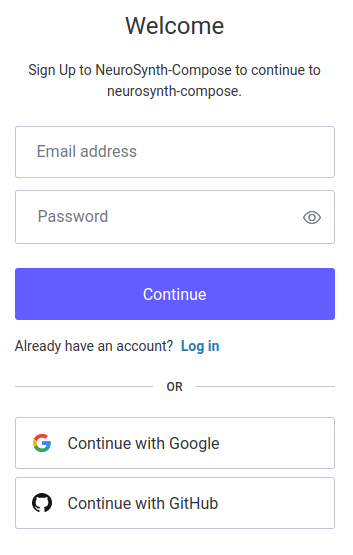 Welcome
Sign Up to NeuroSynth-Compose to continue to
neurosynth-compose.
Email address
Password
Continue
Already have an account? Log in
OR
Continue with Google
Continue with GitHub